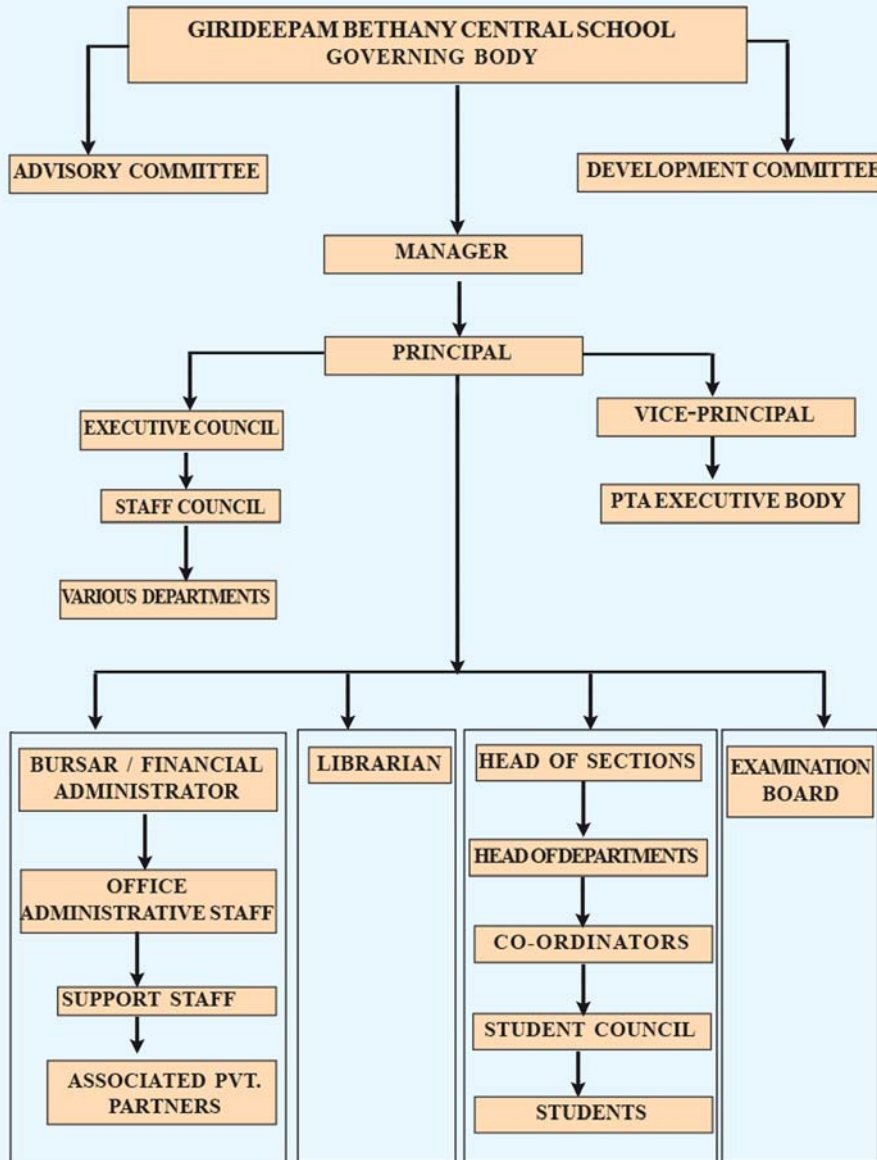 GIRIDEEPAM BETHANY CENTRAL SCHOOL
GOVERNING BODY
ADVISORY COMMITTEE
DEVELOPMENT COMMITTEE
MANAGER
PRINCIPAL
EXECUTIVE COUNCIL
STAFF COUNCIL
VARIOUS DEPARTMENTS
VICE-PRINCIPAL
PTA EXECUTIVE BODY
BURSAR / FINANCIAL
ADMINISTRATOR
OFFICE
ADMINISTRATIVE STAFF
SUPPORT STAFF
ASSOCIATED PVT.
PARTNERS
LIBRARIAN
HEAD OF SECTIONS
HEAD OF DEPARTMENTS
CO-ORDINATORS
STUDENT COUNCIL
STUDENTS
EXAMINATION
BOARD